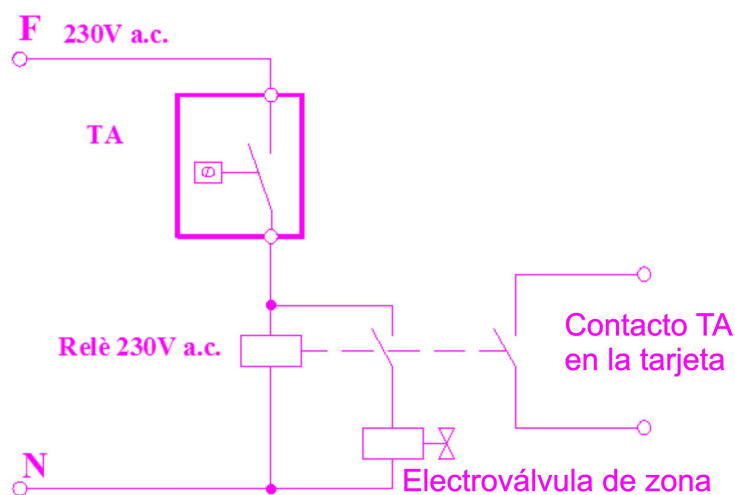 F 230V a.c.
TA
Relè 230V a.c.
Contacto TA
en la tarjeta
N
Electroválvula de zona